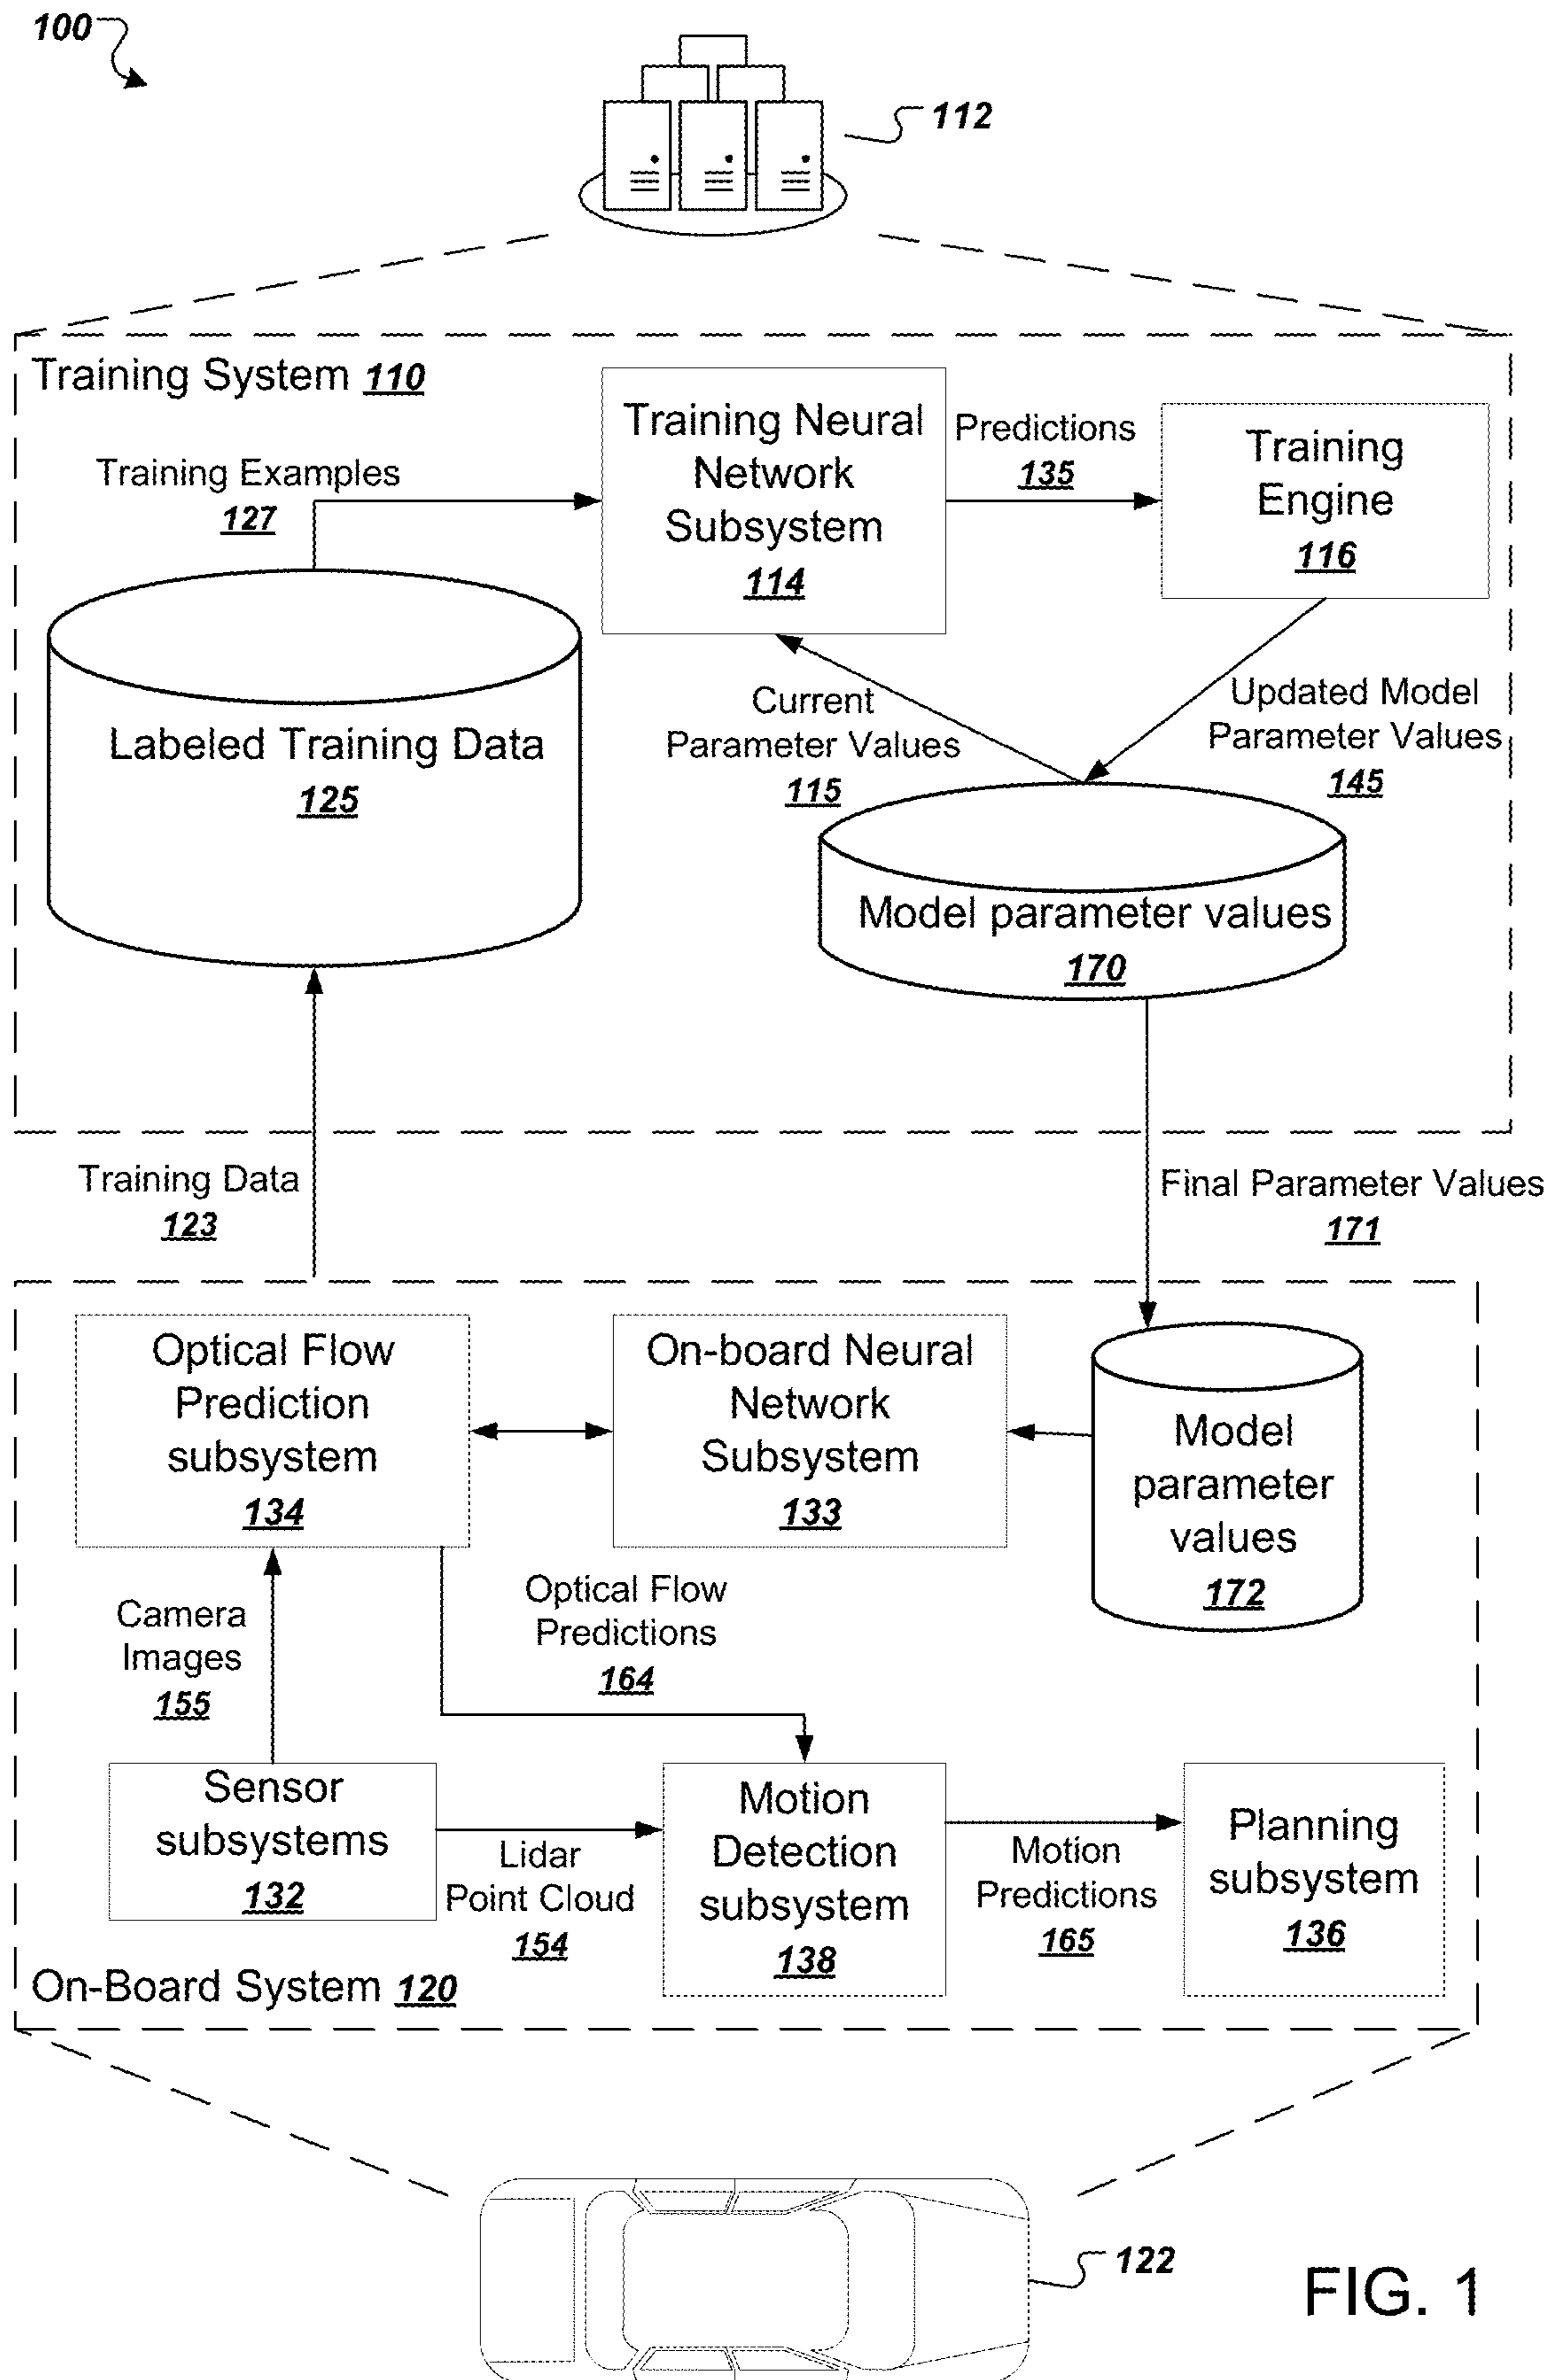 100
112
Training System 110
Training Examples
127
Training Neural
Network
Subsystem
114
Predictions
135
Training
Engine
116
Labeled Training Data
125
Current
Parameter Values
115
Updated Model
Parameter Values
145
Model parameter values
170
Training Data
123
Final Parameter Values
171
Optical Flow
Prediction
subsystem
134
On-board Neural
Network
Subsystem
133
Model
parameter
values
172
Camera
Images
155
Optical Flow
Predictions
164
Sensor
subsystems
132
Lidar
Point Cloud
154
Motion
Detection
subsystem
138
Motion
Predictions
165
Planning
subsystem
136
On-Board System 120
122
FIG. 1